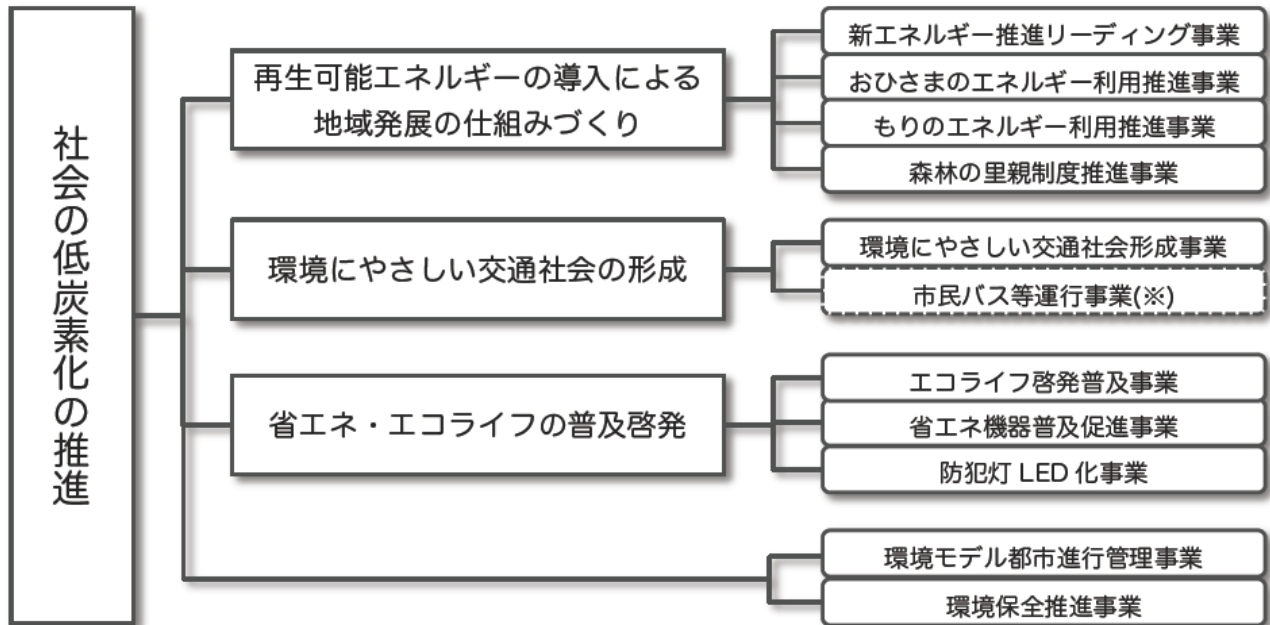 社会の低炭素化の推進
再生可能エネルギーの導入による
地域発展の仕組みづくり
新エネルギー推進リーディング事業
おひさまのエネルギー利用推進事業
もりのエネルギー利用推進事業
森林の里親制度推進事業
環境にやさしい交通社会の形成
環境にやさしい交通社会形成事業
市民バス等運行事業(※)
省エネ・エコライフの普及啓発
エコライフ啓発普及事業
省エネ機器普及促進事業
防犯灯 LED 化事業
環境モデル都市進行管理事業
環境保全推進事業